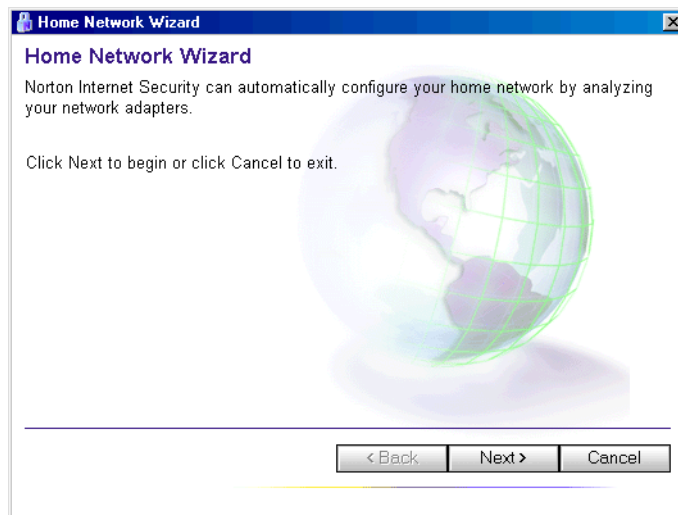 Home Network Wizard
Home Network Wizard
Norton Internet Security can automatically configure your home network by analyzing
your network adapters.
Click Next to begin or click Cancel to exit.
< Back Next > Cancel